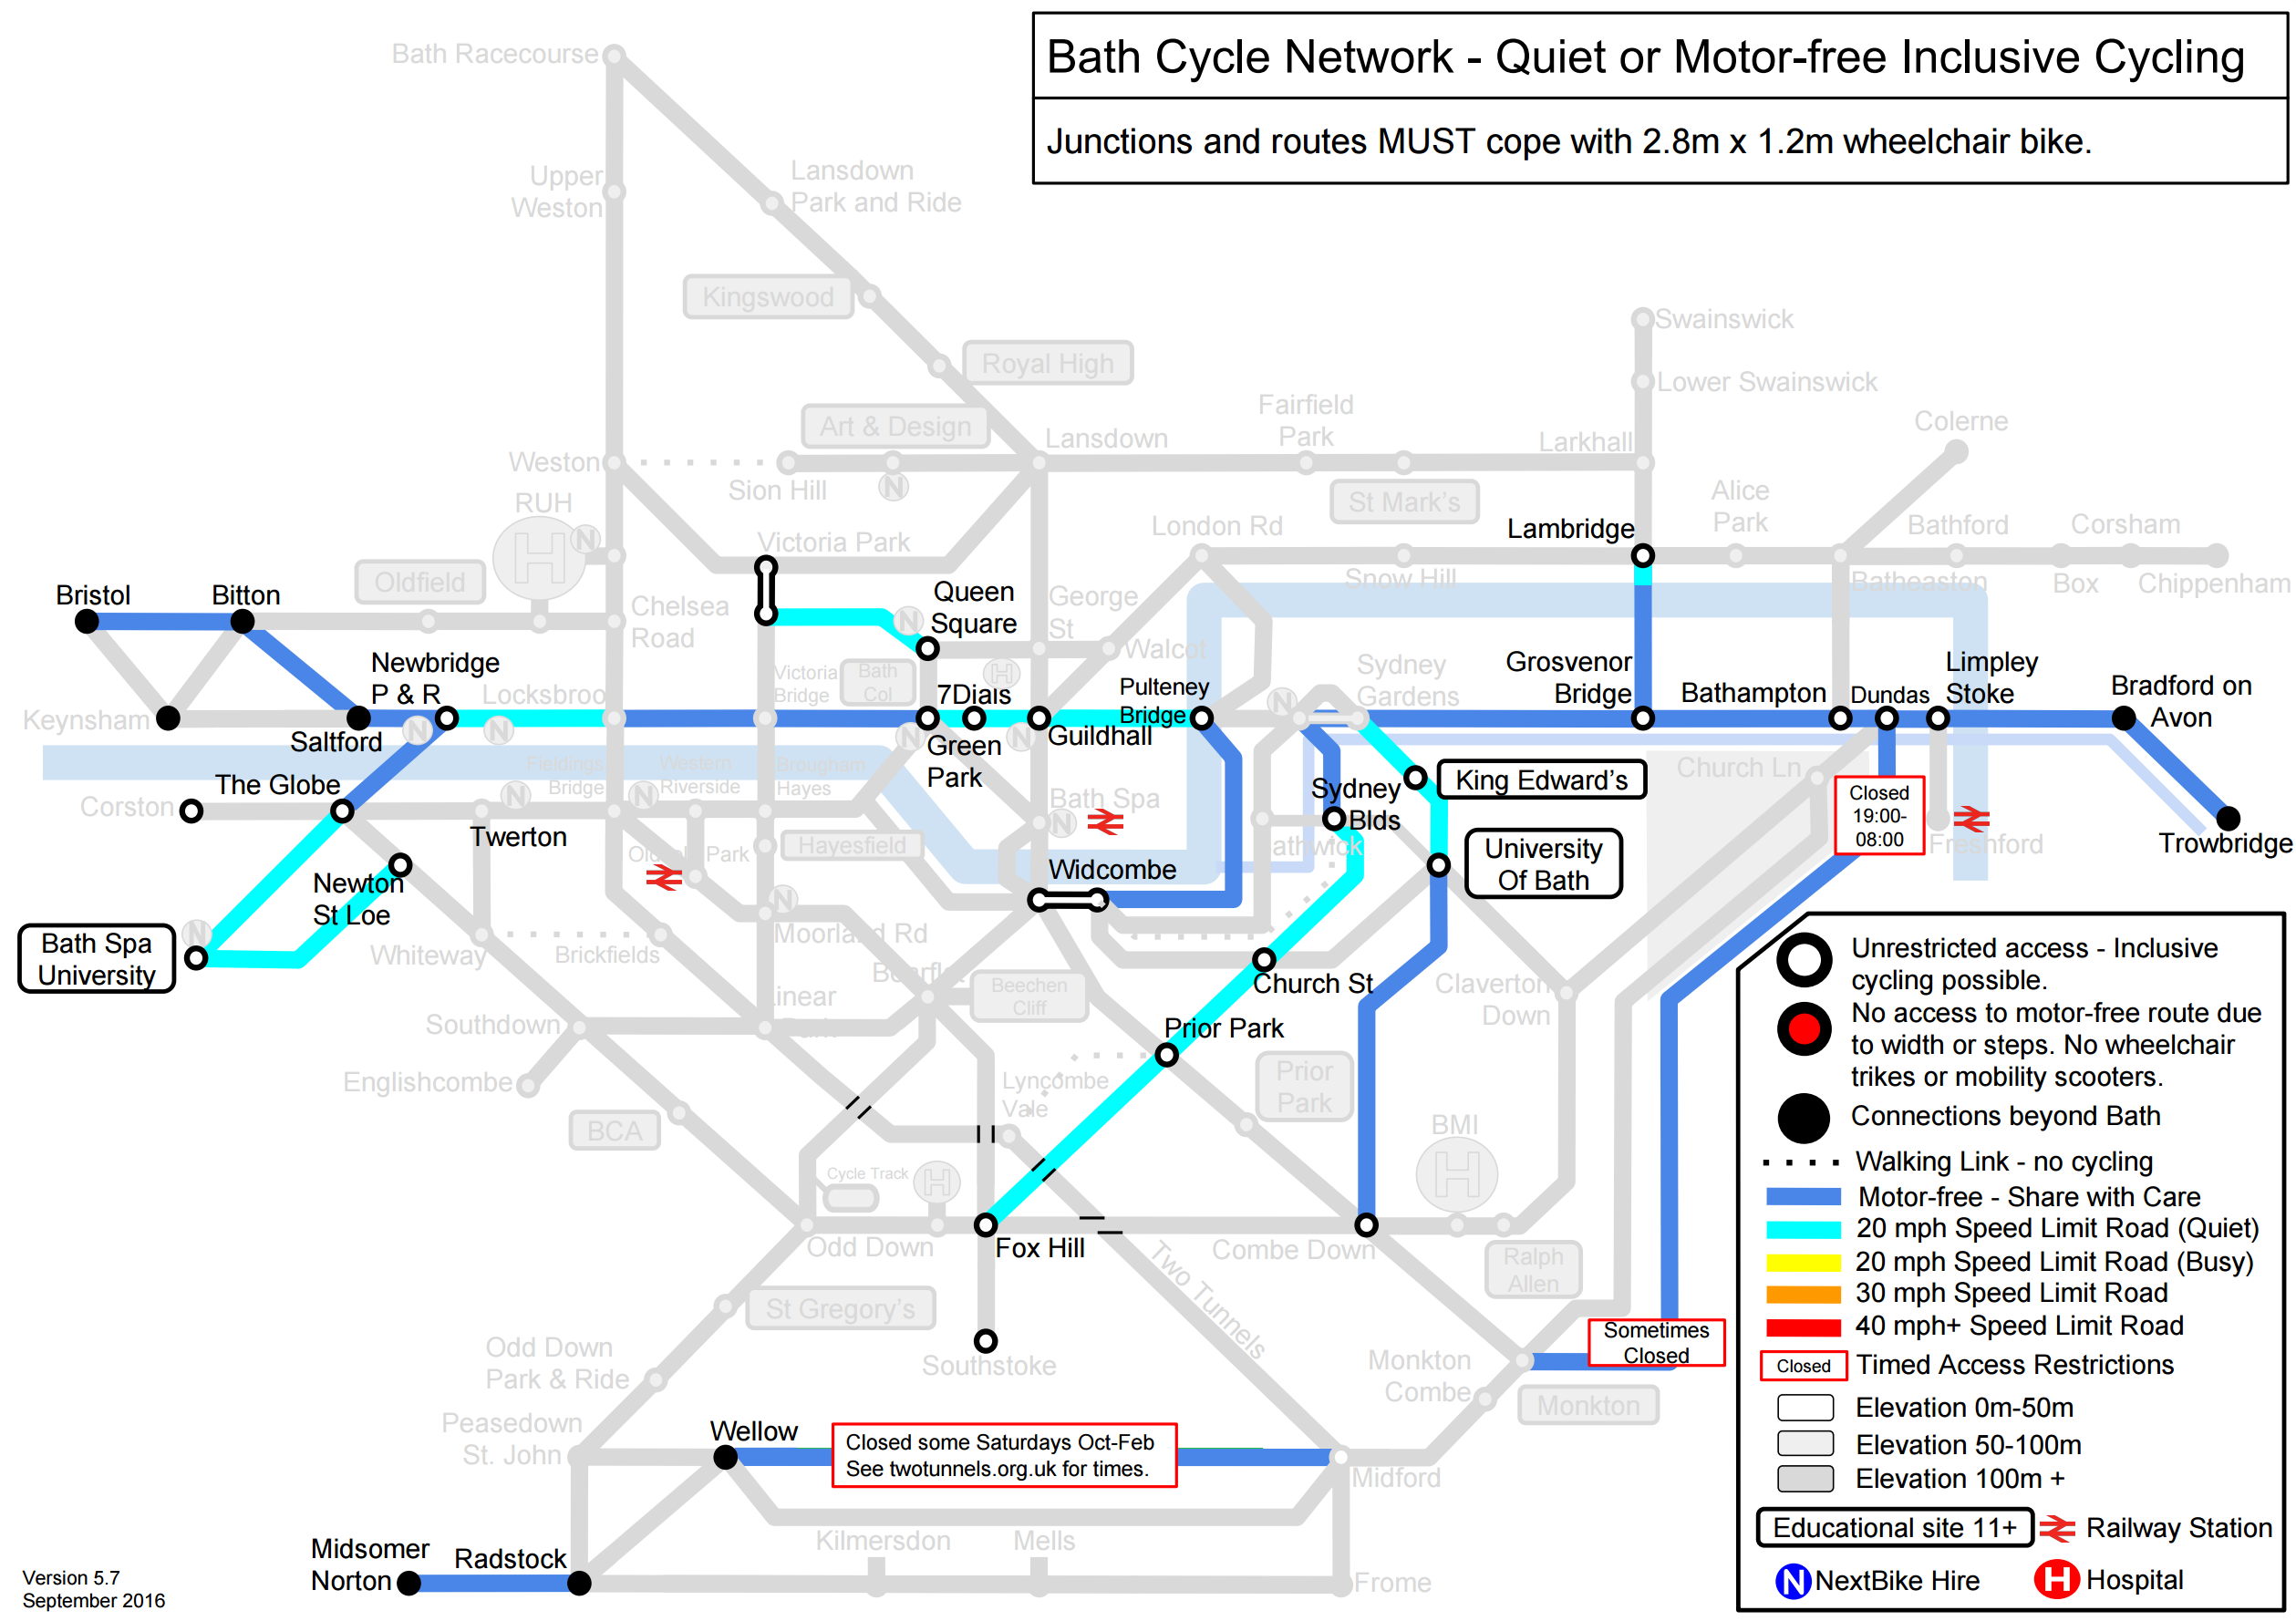 Bath Cycle Network - Quiet or Motor-free Inclusive Cycling
Junctions and routes MUST cope with 2.8m x 1.2m wheelchair bike.
Bath Racecourse
Upper
Weston
Lansdown
Park and Ride
Kingswood
Royal High
Art & Design
Lansdown
Fairfield
Park
Larkhall
Swainswick
Lower Swainswick
Colerne
Weston
Sion Hill
N
St Mark's
RUH
H
N
Victoria Park
London Rd
Lambridge
Alice
Park
Bathford
Corsham
Oldfield
Snow Hill
Batheaston
Box
Chippenham
Bristol
Bitton
Chelsea
Road
N
Queen
Square
George
St
Walcot
H
Newbridge
P & R
Locksbroo
Victoria
Bridge
Bath
Col
7Dials
Pulteney
Bridge
Sydney
Gardens
N
Grosvenor
Bridge
Bathampton
Dundas
Limpley
Stoke
Bradford on
Avon
Keynsham
Saltford
N
N
N
Green
Park
N
Guildhall
The Globe
Corston
Fieldings
Bridge
Western
Riverside
Brougham
Hayes
N
N
Twerton
Bath Spa
N
Sydney
Blds
King Edward's
Church Ln
Closed
19:00-
08:00
Freshford
Trowbridge
Hayesfield
Widcombe
University
Of Bath
Newton
St Loe
N
Bath Spa
University
Whiteway
Brickfields
N
Moorland Rd
Beechen
Cliff
Church St
Claverton
Down
Southdown
Prior Park
Englishcombe
BCA
Lyncombe
Vale
Prior
Park
BMI
H
Cycle Track
H
Odd Down
Fox Hill
Two Tunnels
Combe Down
Ralph
Allen
St Gregory's
Southstoke
Odd Down
Park & Ride
Monkton
Combe
Sometimes
Closed
Monkton
Peasedown
St. John
Wellow
Closed some Saturdays Oct-Feb
See twotunnels.org.uk for times.
Midford
Midsomer
Norton
Radstock
Kilmersdon
Mells
Frome
Version 5.7
September 2016
Unrestricted access - Inclusive
cycling possible.
No access to motor-free route due
to width or steps. No wheelchair
trikes or mobility scooters.
Connections beyond Bath
Walking Link - no cycling
Motor-free - Share with Care
20 mph Speed Limit Road (Quiet)
20 mph Speed Limit Road (Busy)
30 mph Speed Limit Road
40 mph+ Speed Limit Road
Closed
Timed Access Restrictions
Elevation 0m-50m
Elevation 50-100m
Elevation 100m +
Educational site 11+
Railway Station
N
NextBike Hire
H
Hospital